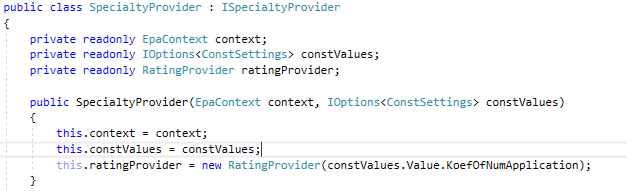 public class SpecialtyProvider : ISpecialtyProvider
{
private readonly EpaContext context;
private readonly IOptions<ConstSettings> constValues;
private readonly RatingProvider ratingProvider;
public SpecialtyProvider(EpaContext context, IOptions<ConstSettings> constValues)
{
this.context = context;
this.constValues = constValues;
this.ratingProvider = new RatingProvider(constValues.Value.KoefOfNumApplication);
}